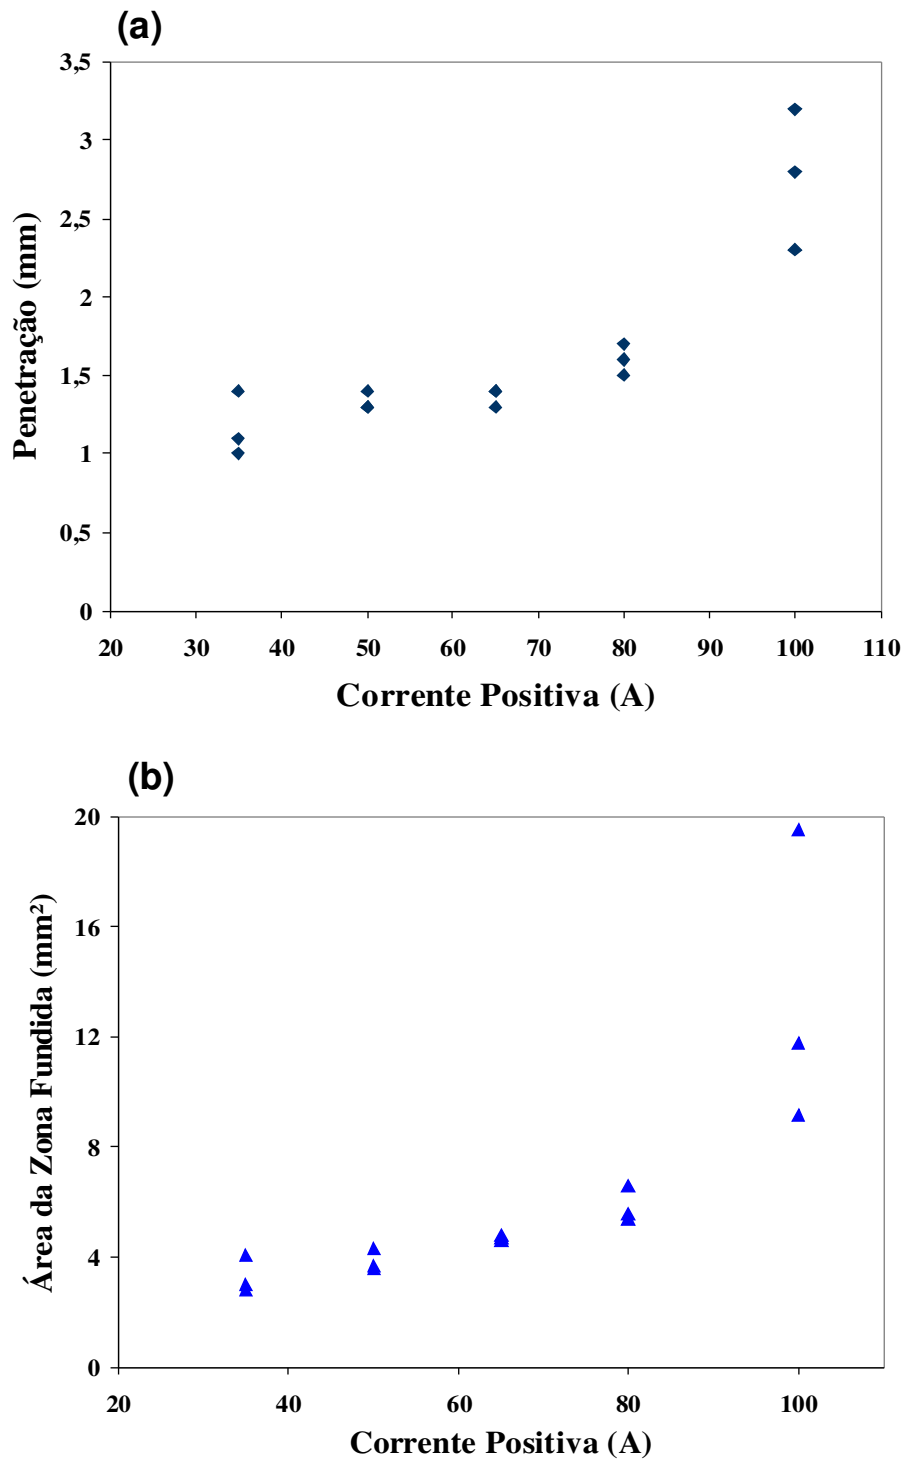 (a)
3,5
3
2,5
2
1,5
1
0,5
0
Penetração (mm)
20 30 40 50 60 70 80 90 100 110
Corrente Positiva (A)
(b)
20
16
12
8
4
0
Área da Zona Fundida (mm²)
20 40 60 80 100
Corrente Positiva (A)